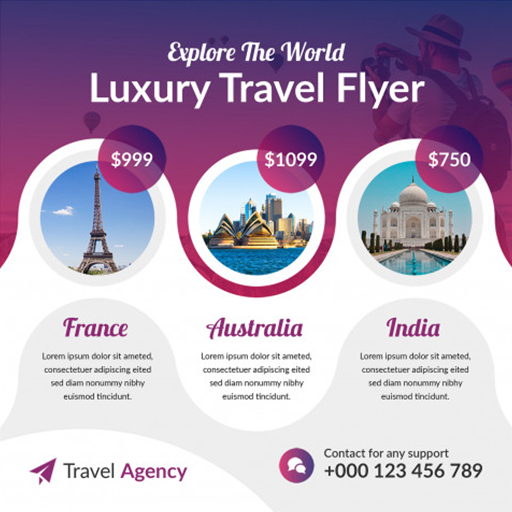 Explore The World
Luxury Travel Flyer
$999
$1099
$750
France
Lorem ipsum dolor sit ameted,
consectetuer adipiscing elited
sed diam nonummy nibhy
euismod tincidunt.
Australia
Lorem ipsum dolor sit ameted,
consectetuer adipiscing elited
sed diam nonummy nibhy
euismod tincidunt.
India
Lorem ipsum dolor sit ameted,
consectetuer adipiscing elited
sed diam nonummy nibhy
euismod tincidunt.
Travel Agency
Contact for any support
+000 123 456 789